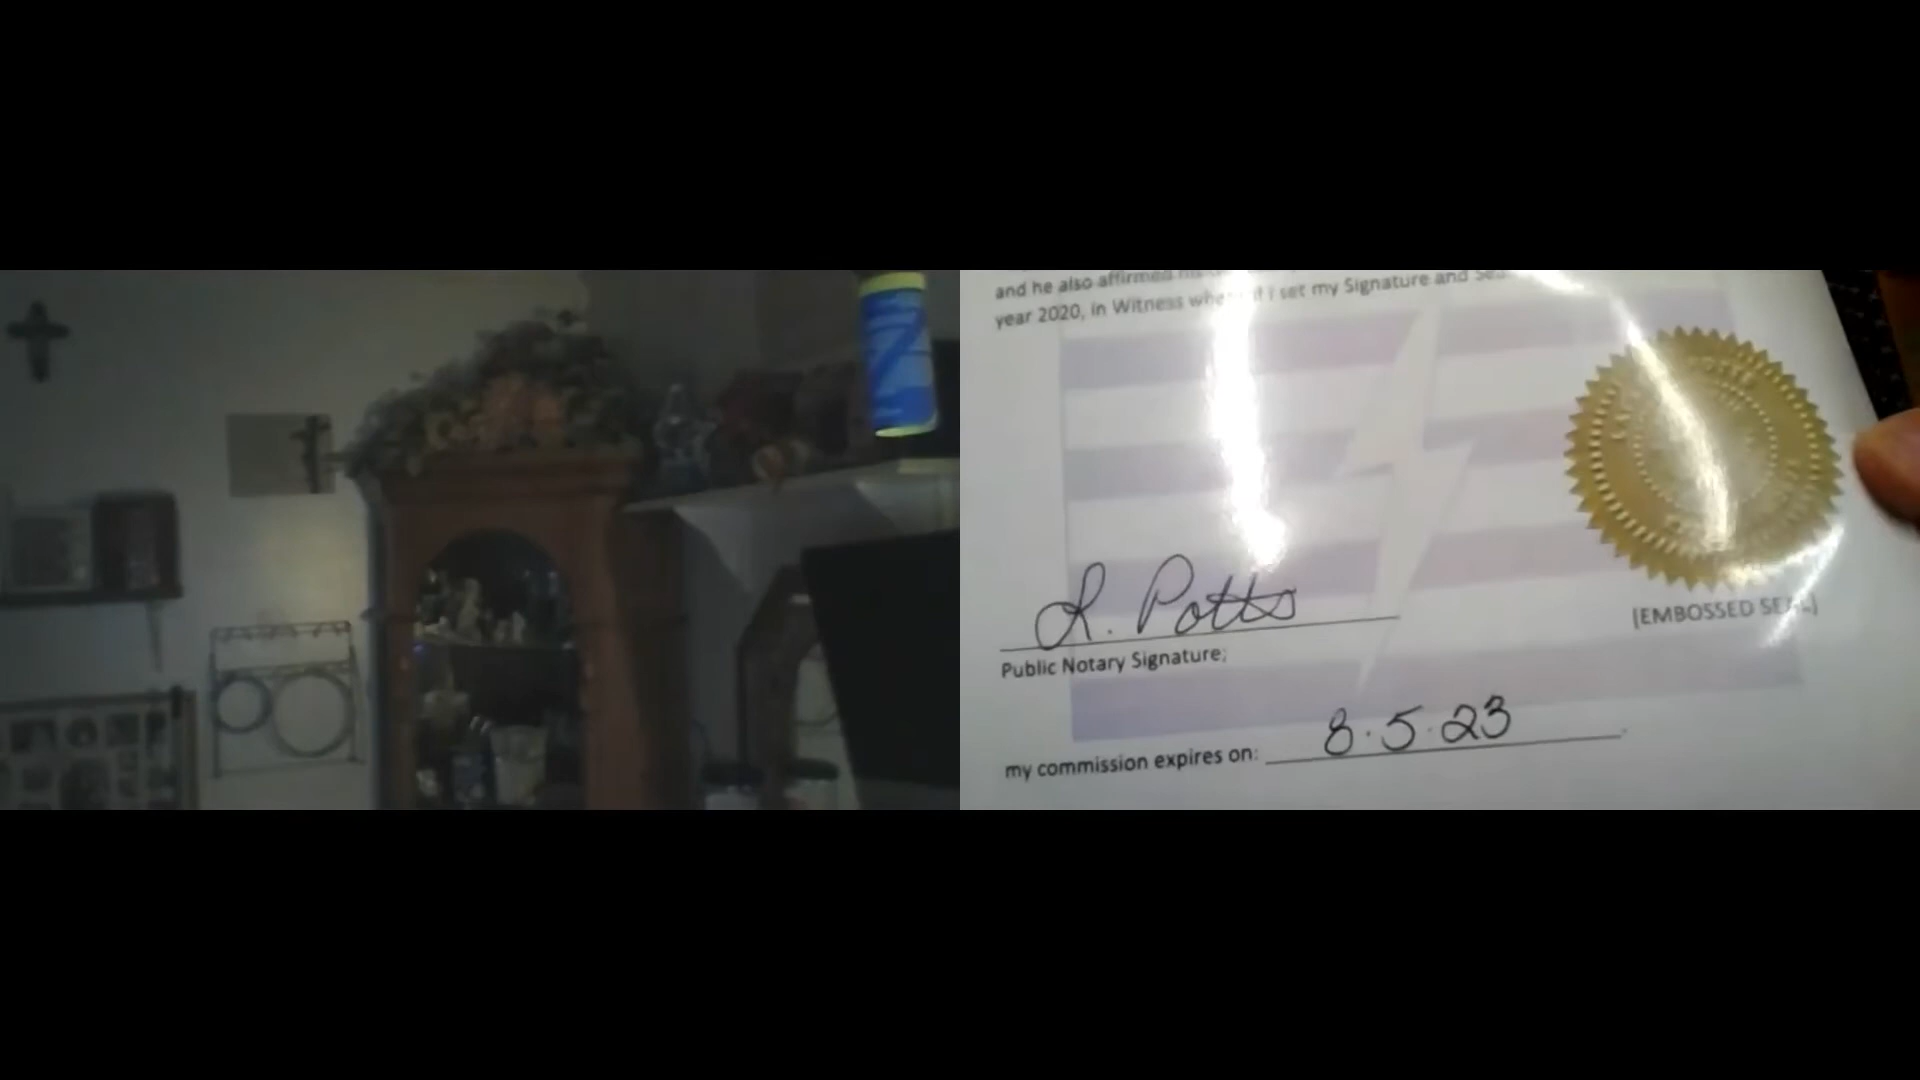 and he also affirmed
year 2020, in Witness set my Signature and
L. Potts
Public Notary Signature;
[EMBOSSED SEAL]
my commission expires on: 8.5.23